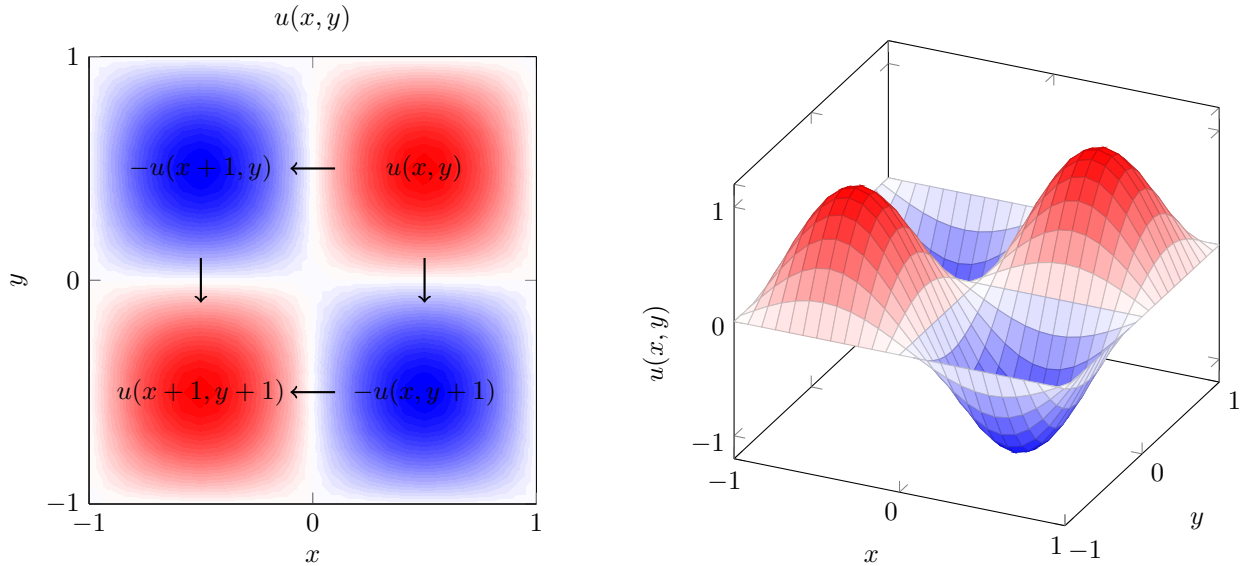 u(x, y)
1
−u(x + 1, y)
u(x, y)
y
0
u(x + 1, y + 1)
−u(x, y + 1)
−1
−1
0
1
x
1
0
−1
u(x, y)
−1
0
1
x
−1
0
1
y